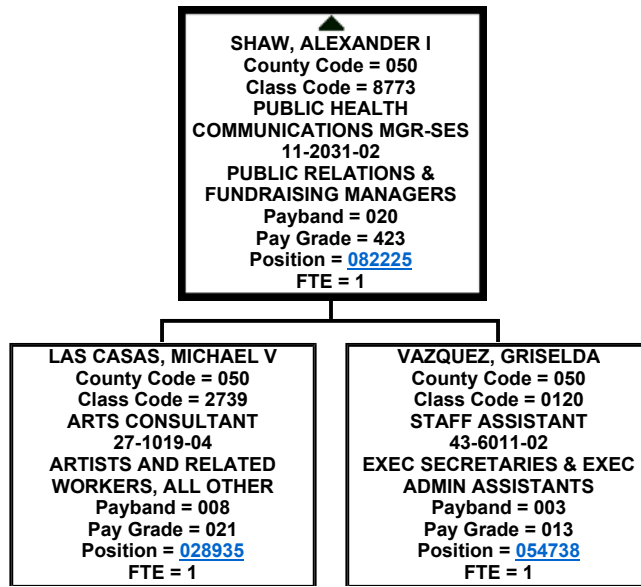 SHAW, ALEXANDER I
County Code = 050
Class Code = 8773
PUBLIC HEALTH
COMMUNICATIONS MGR-SES
11-2031-02
PUBLIC RELATIONS &
FUNDRAISING MANAGERS
Payband = 020
Pay Grade = 423
Position = 082225
FTE = 1
LAS CASAS, MICHAEL V
County Code = 050
Class Code = 2739
ARTS CONSULTANT
27-1019-04
ARTISTS AND RELATED
WORKERS, ALL OTHER
Payband = 008
Pay Grade = 021
Position = 028935
FTE = 1
VAZQUEZ, GRISELDA
County Code = 050
Class Code = 0120
STAFF ASSISTANT
43-6011-02
EXEC SECRETARIES & EXEC
ADMIN ASSISTANTS
Payband = 003
Pay Grade = 013
Position = 054738
FTE = 1